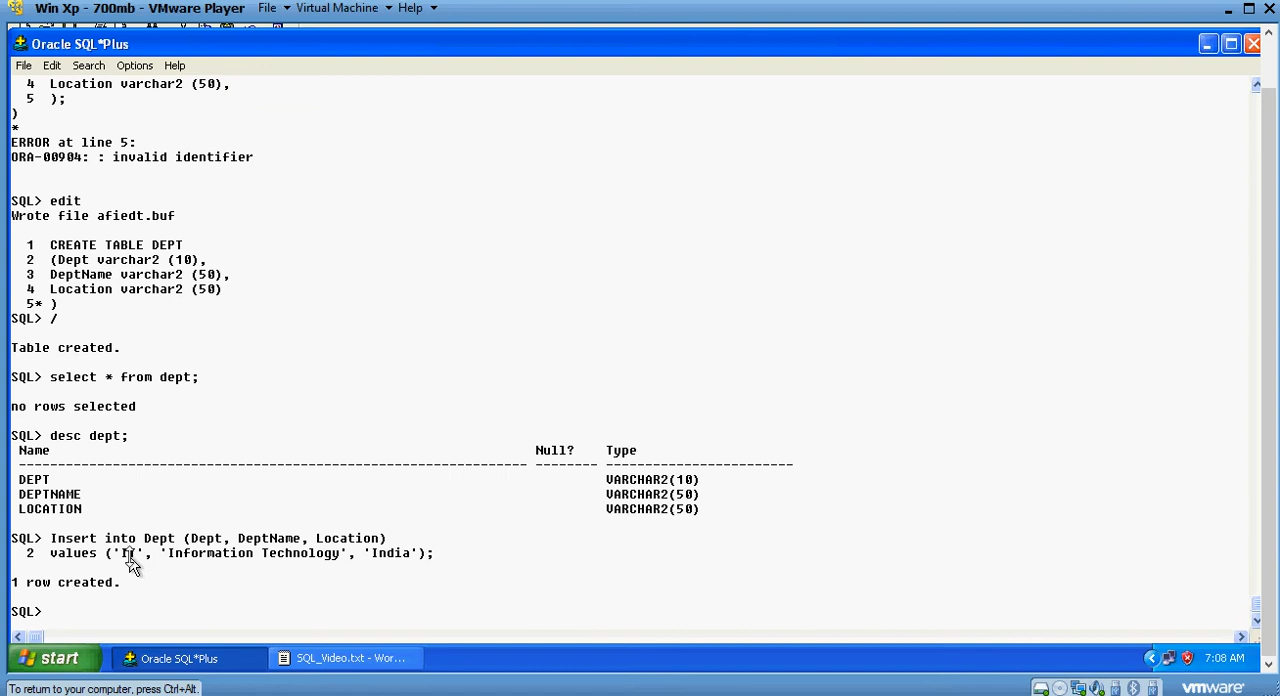 Win Xp - 700mb - VMware Player File Virtual Machine Help
Oracle SQL*Plus
File Edit Search Options Help
4 Location varchar2 (50),
5 );
)
*
ERROR at line 5:
ORA-00904: : invalid identifier
SQL> edit
Wrote file afiedt.buf
1 CREATE TABLE DEPT
2 (Dept varchar2 (10),
3 DeptName varchar2 (50),
4 Location varchar2 (50)
5* )
SQL> /
Table created.
SQL> select * from dept;
no rows selected
SQL> desc dept;
Name Null? Type
----------------------------------------------------------------- -------- ------------------------
DEPT VARCHAR2(10)
DEPTNAME VARCHAR2(50)
LOCATION VARCHAR2(50)
SQL> Insert into Dept (Dept, DeptName, Location)
2 values ('IT', 'Information Technology', 'India');
1 row created.
SQL>
start Oracle SQL*Plus SQL_Video.txt - Wor... 7:08 AM
To return to your computer, press Ctrl+Alt. vmware